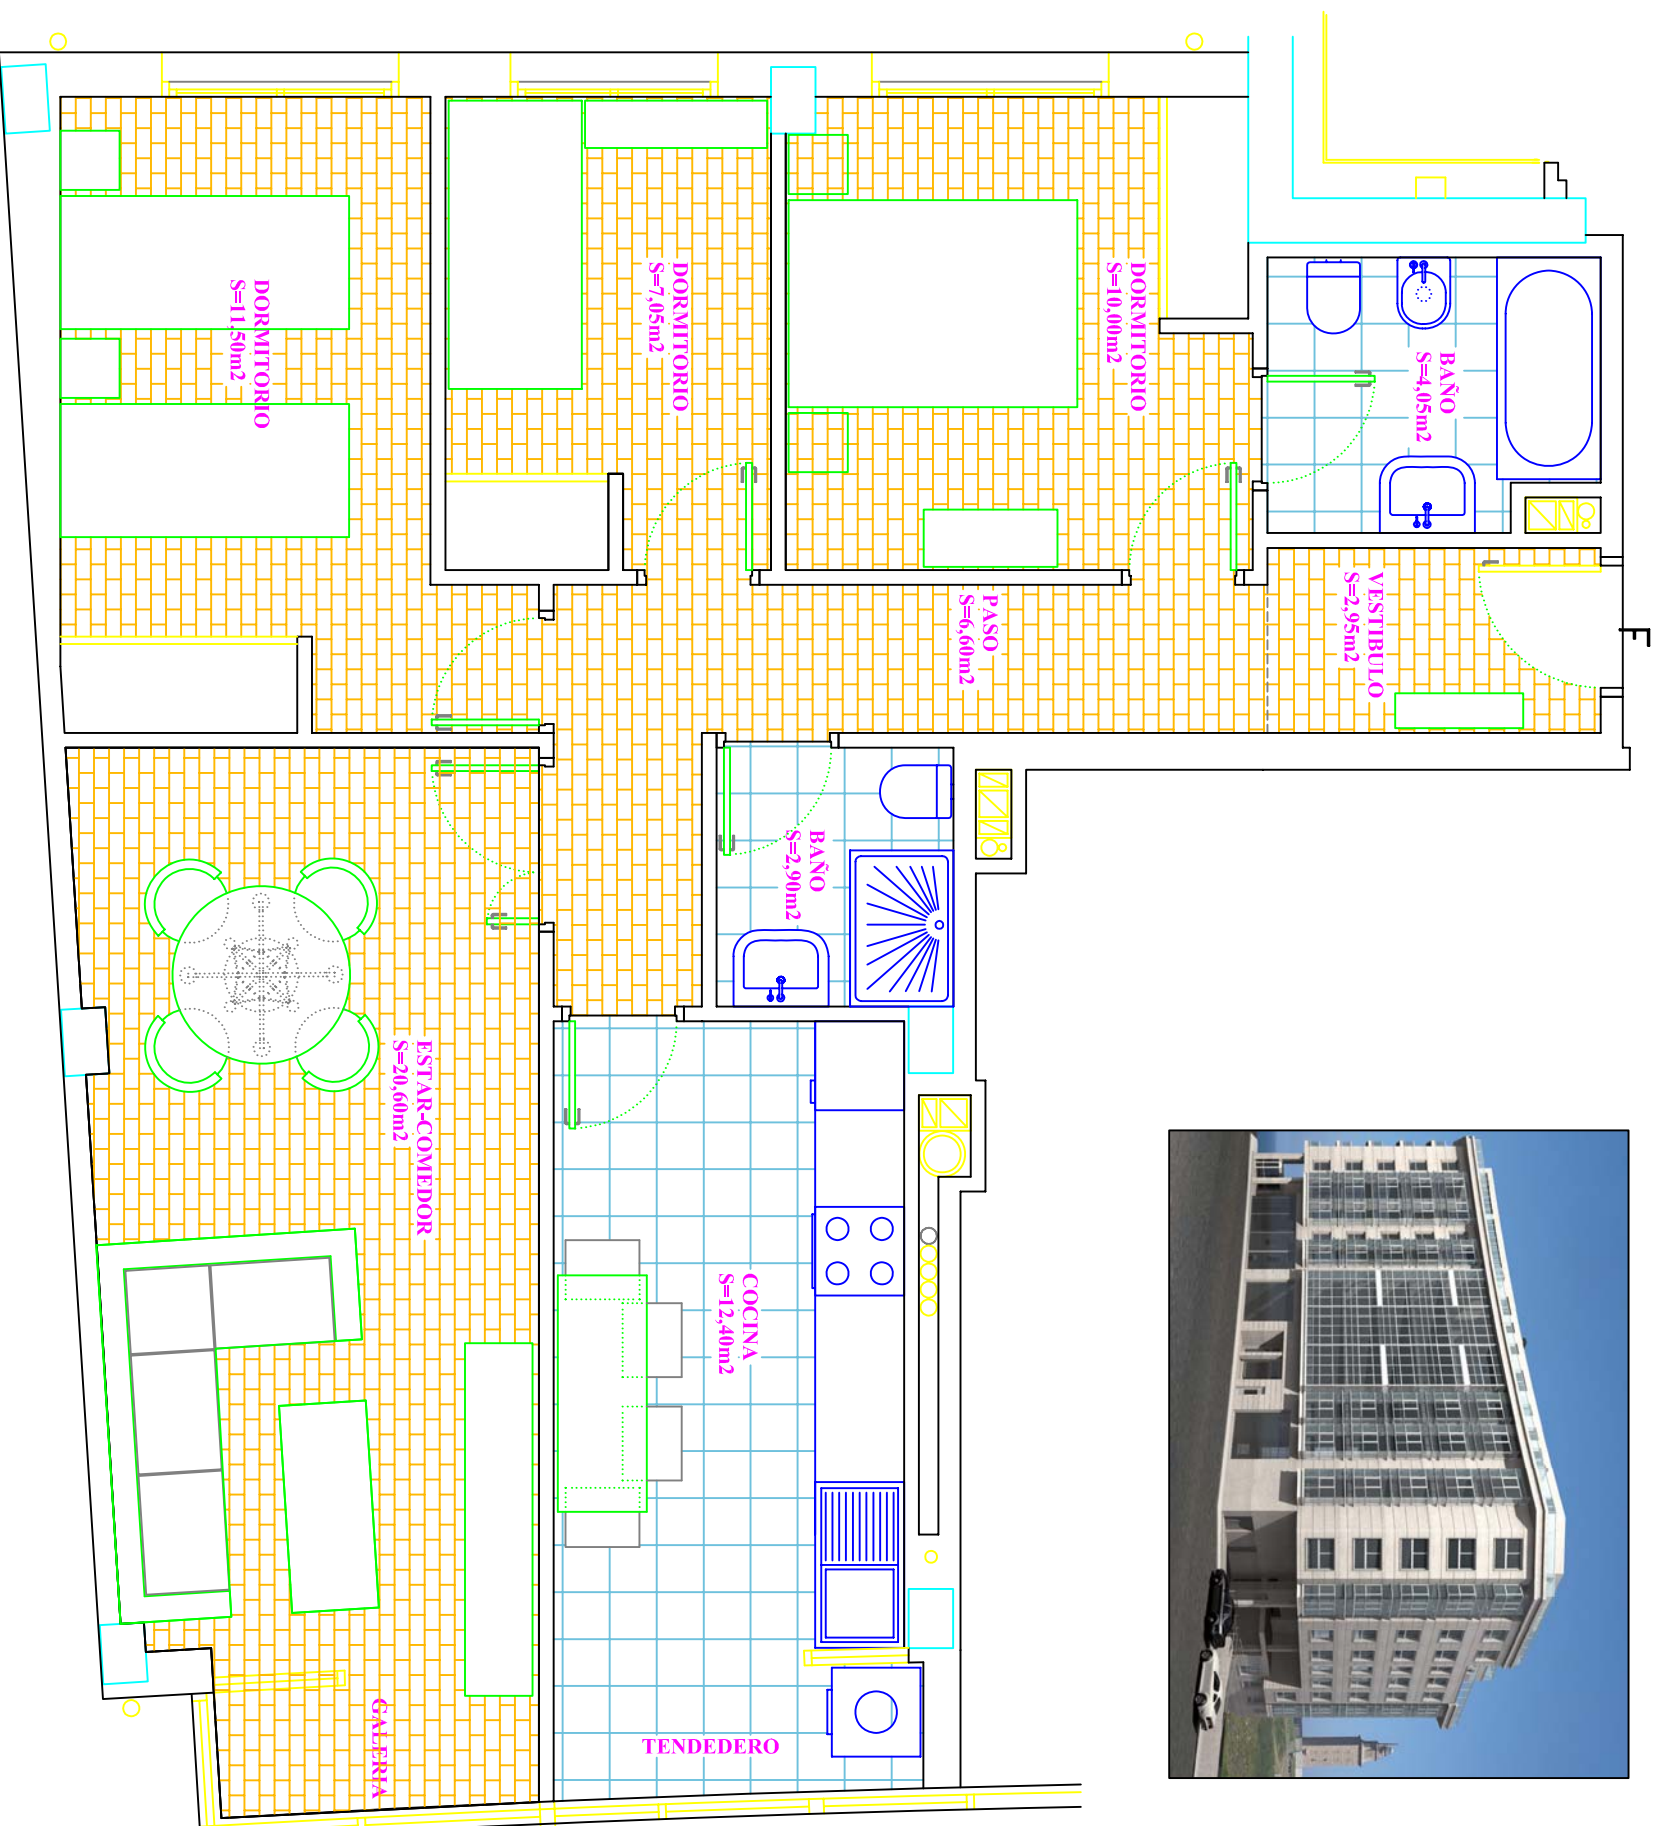 DORMITORIO
S=11,50m2
DORMITORIO
S=7,05m2
DORMITORIO
S=10,00m2
BAÑO
S=4,05m2
VESTIBULO
S=2,95m2
F
PASO
S=6,60m2
BAÑO
S=2,90m2
ESTAR-COMEDOR
S=20,60m2
COCINA
S=12,40m2
GALERIA
TENDEDERO